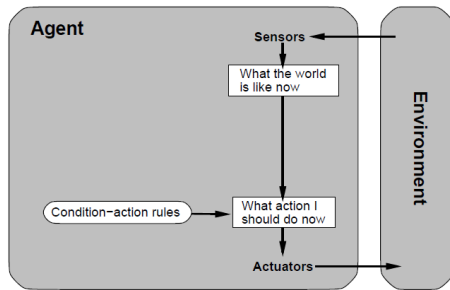 Agent
Sensors
What the world
is like now
Environment
Condition−action rules
What action I
should do now
Actuators